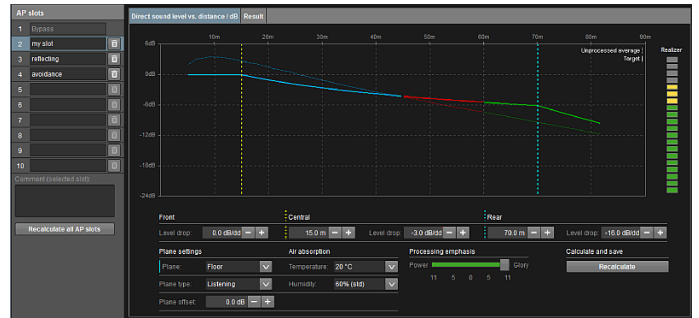 AP slots
1 Bypass
2 my slot
3 reflecting
4 avoidance
5
6
7
8
9
10
Comment (selected slot):
Recalculate all AP slots
Direct sound level vs. distance / dB Result
10m 20m 30m 40m 50m 60m 70m 80m 90m
6dB
0dB
-6dB
-12dB
-18dB
-24dB
Unprocessed average |
Target |
Realizer
Front Central Rear
Level drop: 0.0 dB/dd - + 15.0 m - + Level drop: -3.0 dB/dd - + 70.0 m - + Level drop: -16.0 dB/dd - +
Plane settings Air absorption Processing emphasis Calculate and save
Plane: Floor Temperature: 20 °C Power Glory Recalculate
11 5 0 5 11
Plane type: Listening Humidity: 60% (std)
Plane offset: 0.0 dB - +